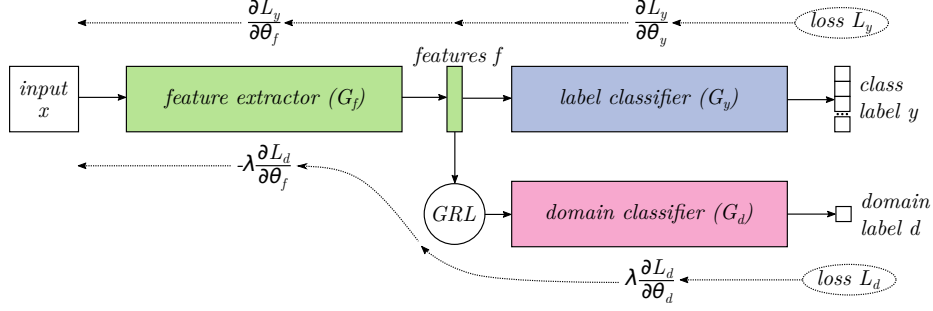 ∂L_y/∂θ_f
∂L_y/∂θ_y
loss L_y
features f
input
x
feature extractor (G_f)
label classifier (G_y)
class
label y
-λ ∂L_d/∂θ_f
GRL
domain classifier (G_d)
domain
label d
λ ∂L_d/∂θ_d
loss L_d